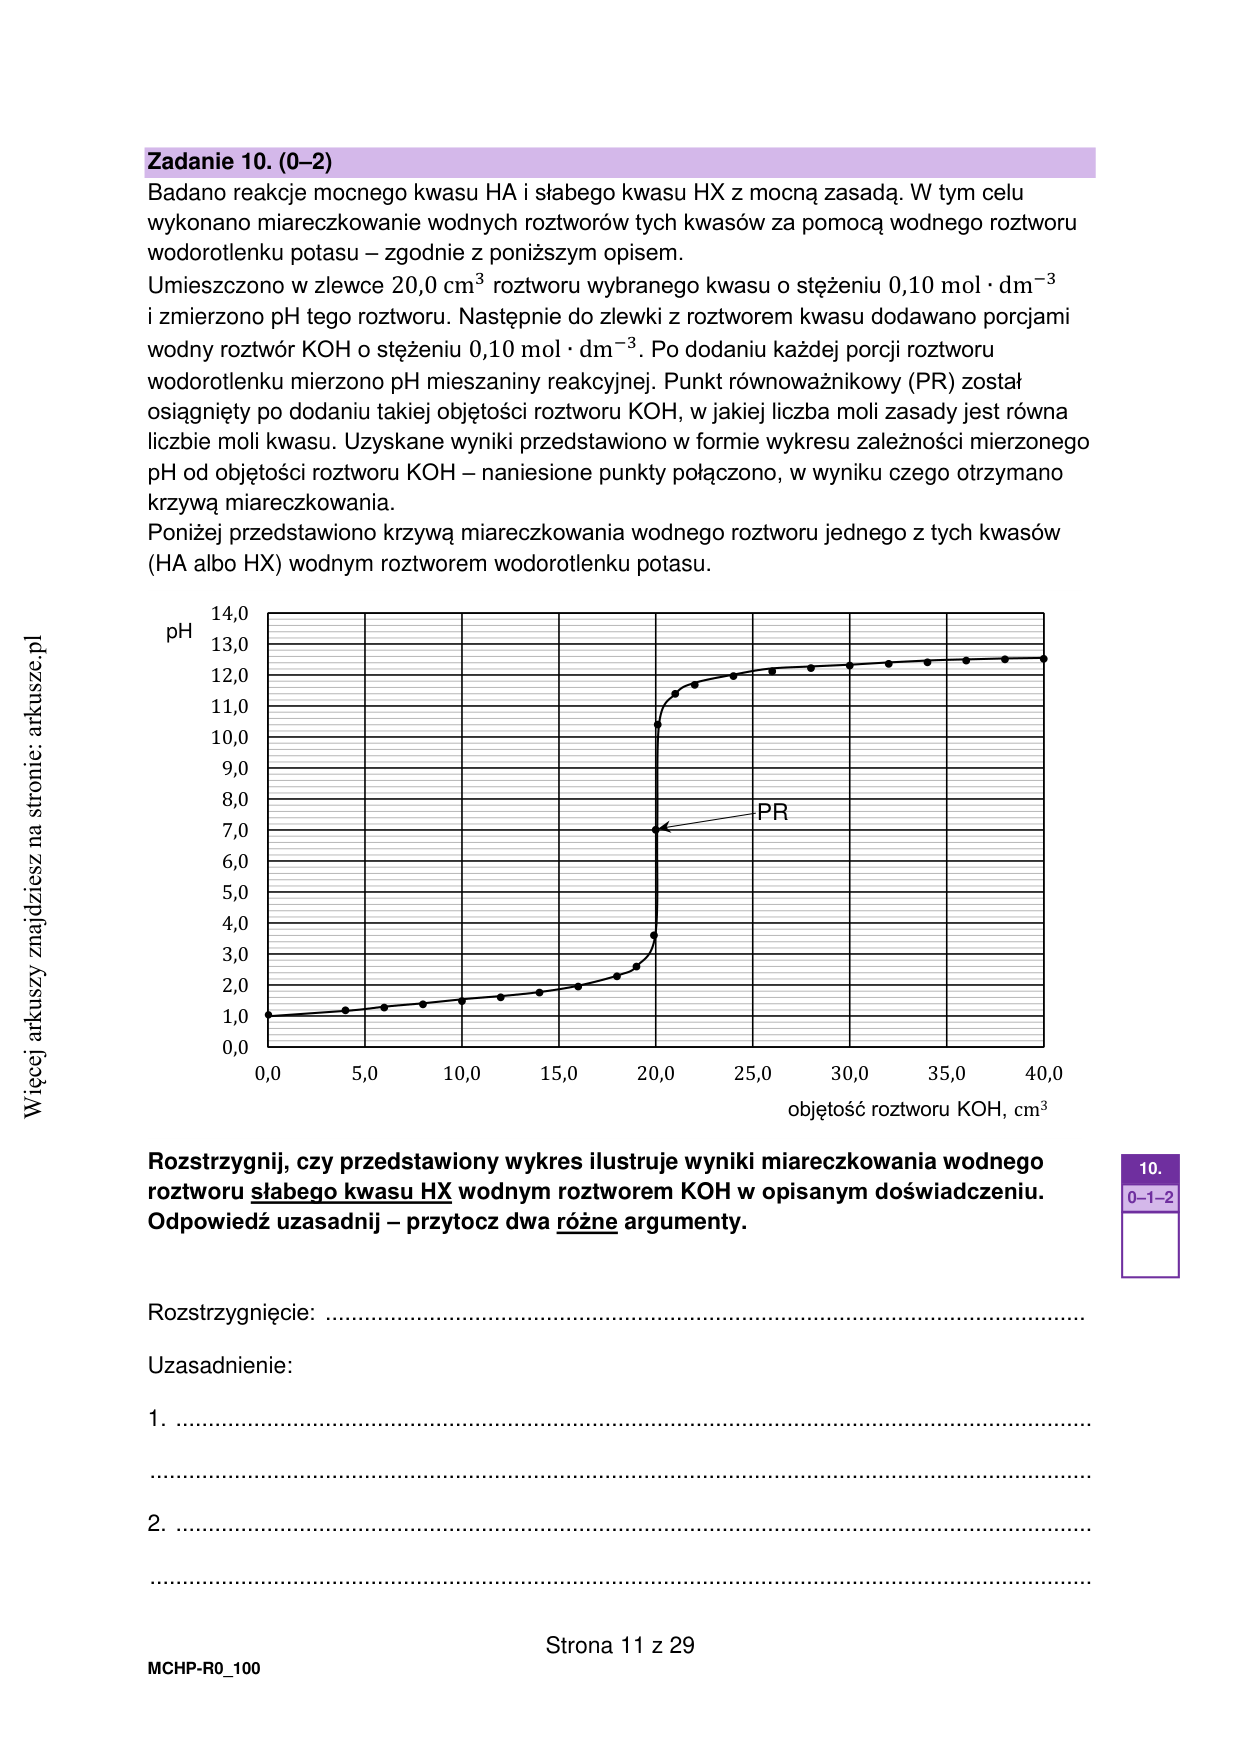 Zadanie 10. (0–2)
Badano reakcje mocnego kwasu HA i słabego kwasu HX z mocną zasadą. W tym celu
wykonano miareczkowanie wodnych roztworów tych kwasów za pomocą wodnego roztworu
wodorotlenku potasu – zgodnie z poniższym opisem.
Umieszczono w zlewce 20,0 cm³ roztworu wybranego kwasu o stężeniu 0,10 mol · dm⁻³
i zmierzono pH tego roztworu. Następnie do zlewki z roztworem kwasu dodawano porcjami
wodny roztwór KOH o stężeniu 0,10 mol · dm⁻³. Po dodaniu każdej porcji roztworu
wodorotlenku mierzono pH mieszaniny reakcyjnej. Punkt równoważnikowy (PR) został
osiągnięty po dodaniu takiej objętości roztworu KOH, w jakiej liczba moli zasady jest równa
liczbie moli kwasu. Uzyskane wyniki przedstawiono w formie wykresu zależności mierzonego
pH od objętości roztworu KOH – naniesione punkty połączono, w wyniku czego otrzymano
krzywą miareczkowania.
Poniżej przedstawiono krzywą miareczkowania wodnego roztworu jednego z tych kwasów
(HA albo HX) wodnym roztworem wodorotlenku potasu.
pH
14,0
13,0
12,0
11,0
10,0
9,0
8,0
7,0
6,0
5,0
4,0
3,0
2,0
1,0
0,0
PR
0,0 5,0 10,0 15,0 20,0 25,0 30,0 35,0 40,0
objętość roztworu KOH, cm³
Rozstrzygnij, czy przedstawiony wykres ilustruje wyniki miareczkowania wodnego
roztworu słabego kwasu HX wodnym roztworem KOH w opisanym doświadczeniu.
Odpowiedź uzasadnij – przytocz dwa różne argumenty.
10.
0–1–2
Rozstrzygnięcie: ....................................................................................................................
Uzasadnienie:
1. ............................................................................................................................................
................................................................................................................................................
2. ............................................................................................................................................
................................................................................................................................................
Strona 11 z 29
MCHP-R0_100
Więcej arkuszy znajdziesz na stronie: arkusze.pl